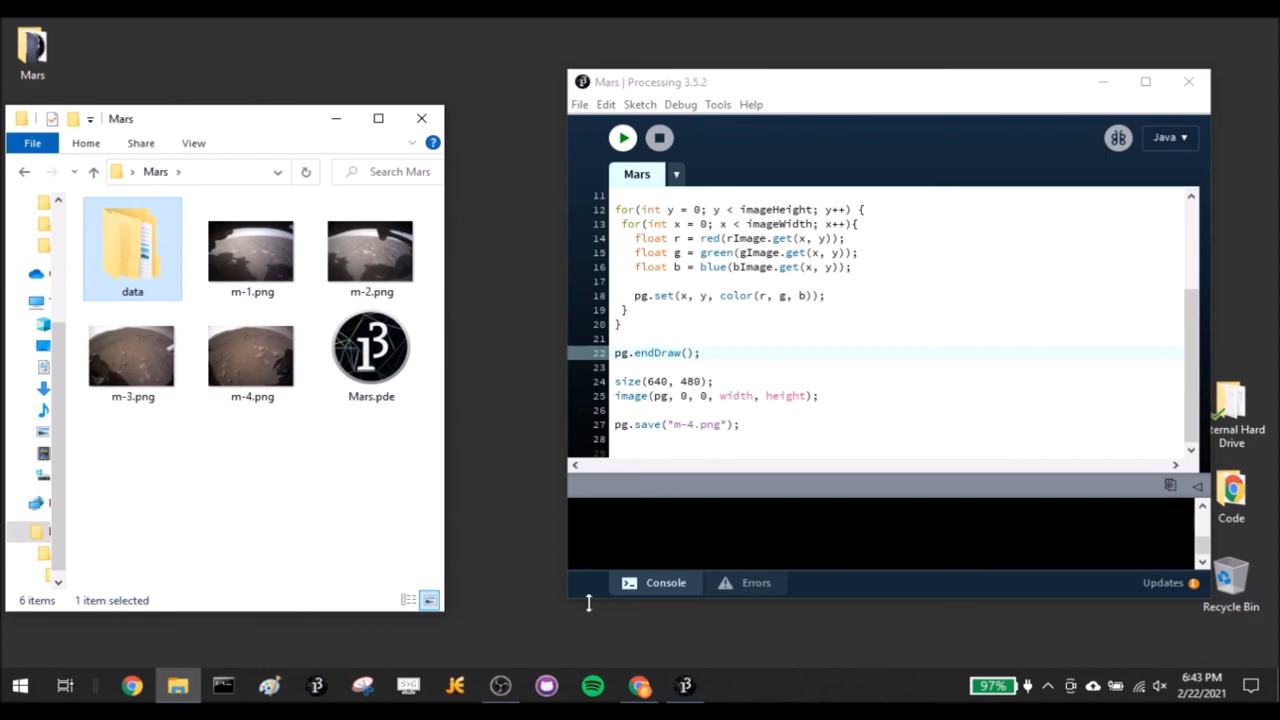 Mars
Mars
File
Home
Share
View
Mars
Search Mars
data
m-1.png
m-2.png
m-3.png
m-4.png
Mars.pde
6 items
1 item selected
Mars | Processing 3.5.2
File Edit Sketch Debug Tools Help
Java
Mars
11
12 for(int y = 0; y < imageHeight; y++) {
13 for(int x = 0; x < imageWidth; x++){
14 float r = red(rImage.get(x, y));
15 float g = green(gImage.get(x, y));
16 float b = blue(bImage.get(x, y));
17
18 pg.set(x, y, color(r, g, b));
19 }
20 }
21
22 pg.endDraw();
23
24 size(640, 480);
25 image(pg, 0, 0, width, height);
26
27 pg.save("m-4.png");
28
29
Console
Errors
Updates 1
ternal Hard
Drive
Code
Recycle Bin
97%
6:43 PM
2/22/2021